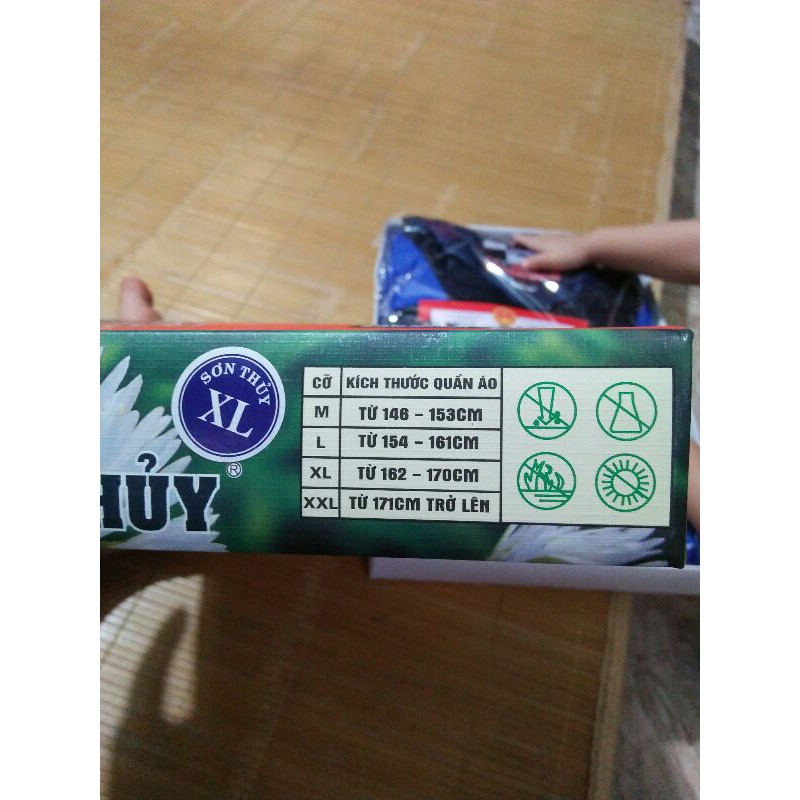 SƠN THỦY
XL
HỦY
®
CỠ KÍCH THƯỚC QUẦN ÁO
M TỪ 146 - 153CM
L TỪ 154 - 161CM
XL TỪ 162 - 170CM
XXL TỪ 171CM TRỞ LÊN